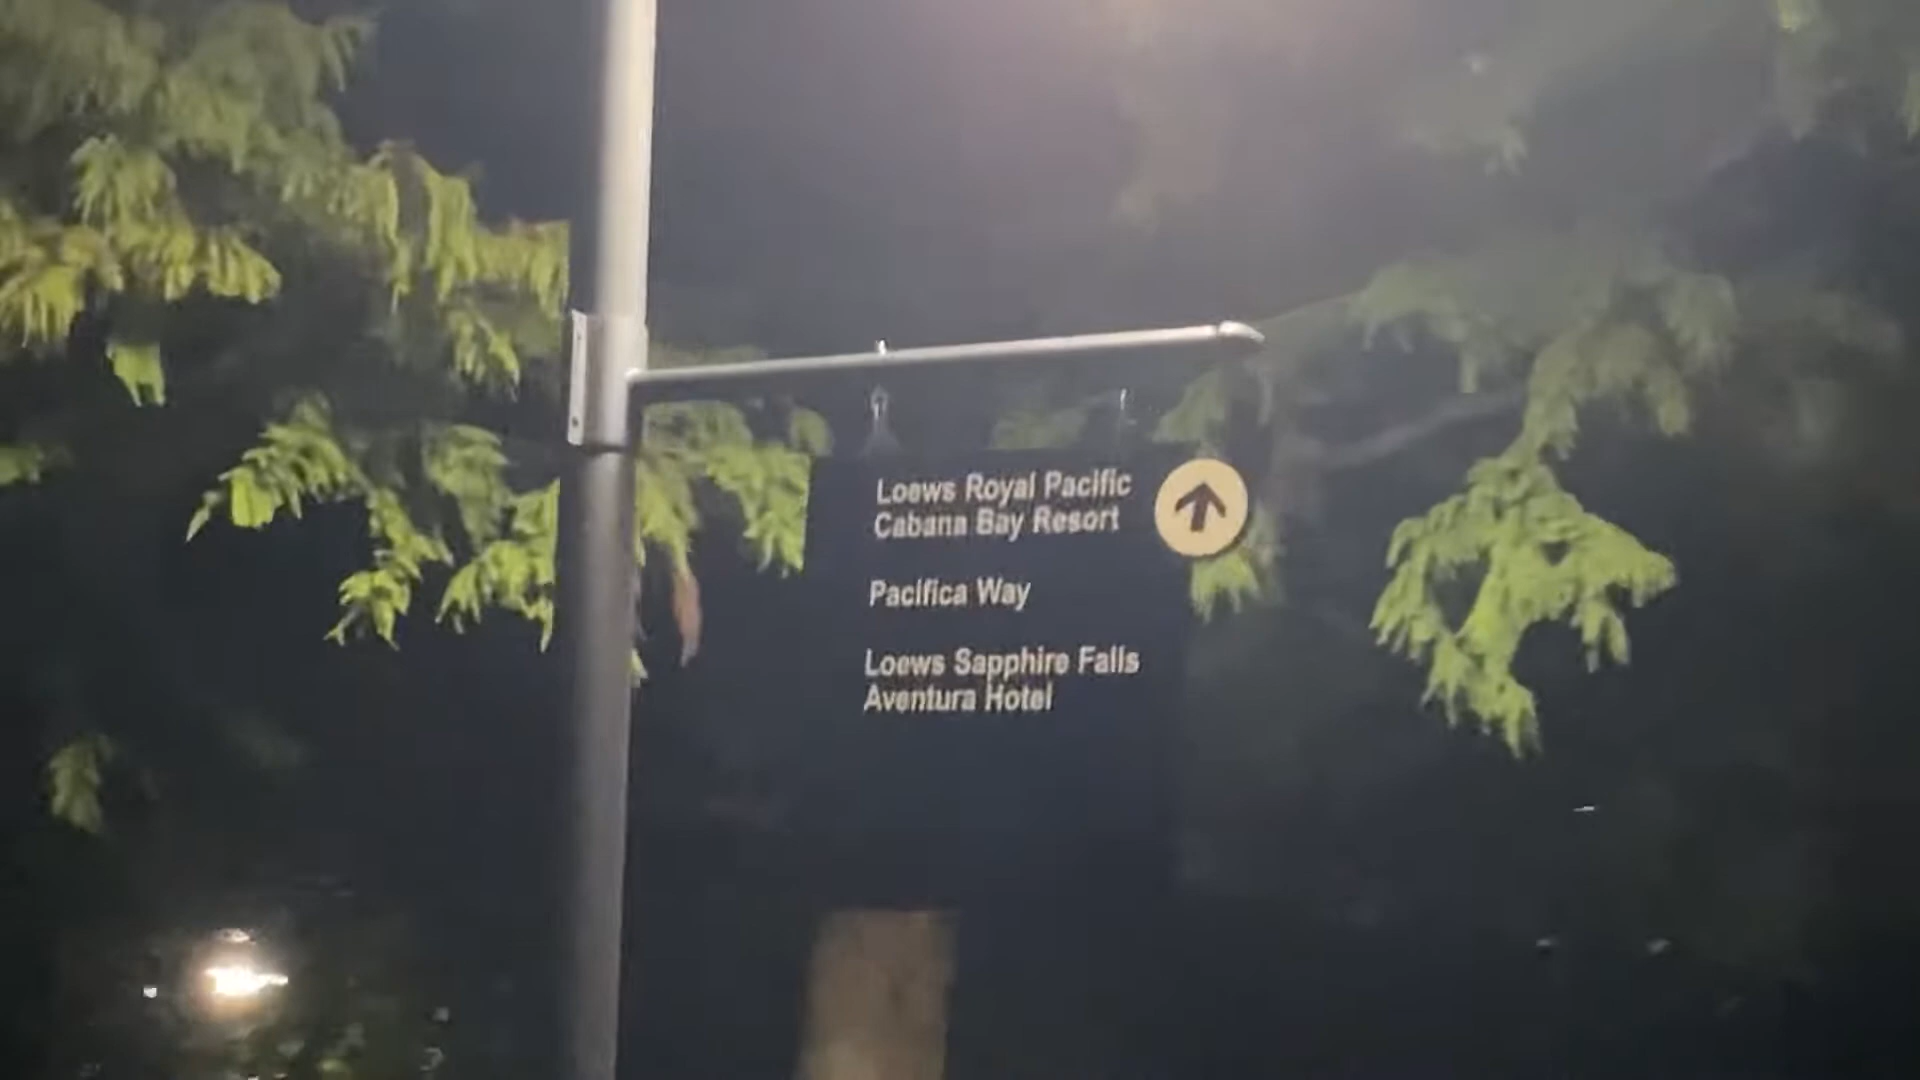 Loews Royal Pacific
Cabana Bay Resort
Pacifica Way
Loews Sapphire Falls
Aventura Hotel